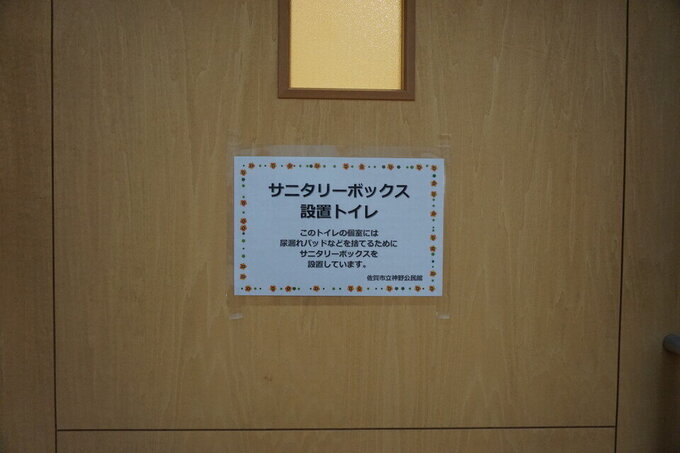 サニタリーボックス
設置トイレ
このトイレの個室には
尿漏れパッドなどを捨てるために
サニタリーボックスを
設置しています。
佐賀市立神野公民館